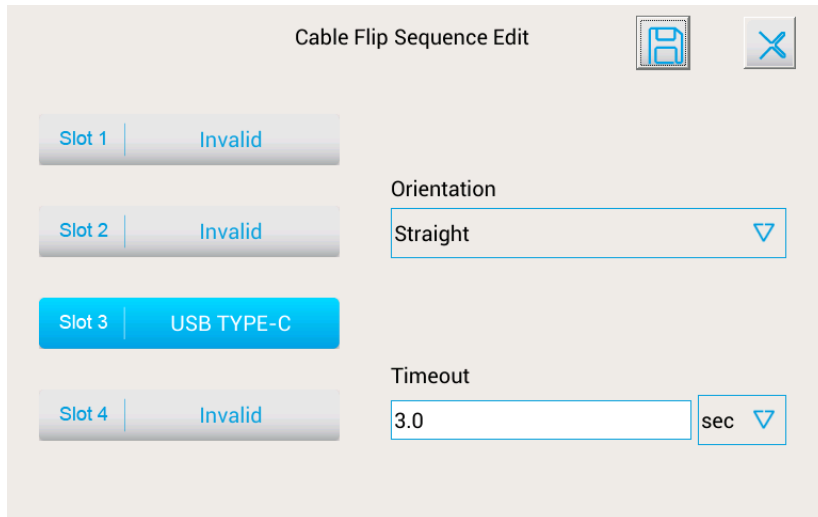 Cable Flip Sequence Edit
Slot 1 Invalid
Orientation
Slot 2 Invalid
Straight
Slot 3 USB TYPE-C
Timeout
Slot 4 Invalid
3.0 sec